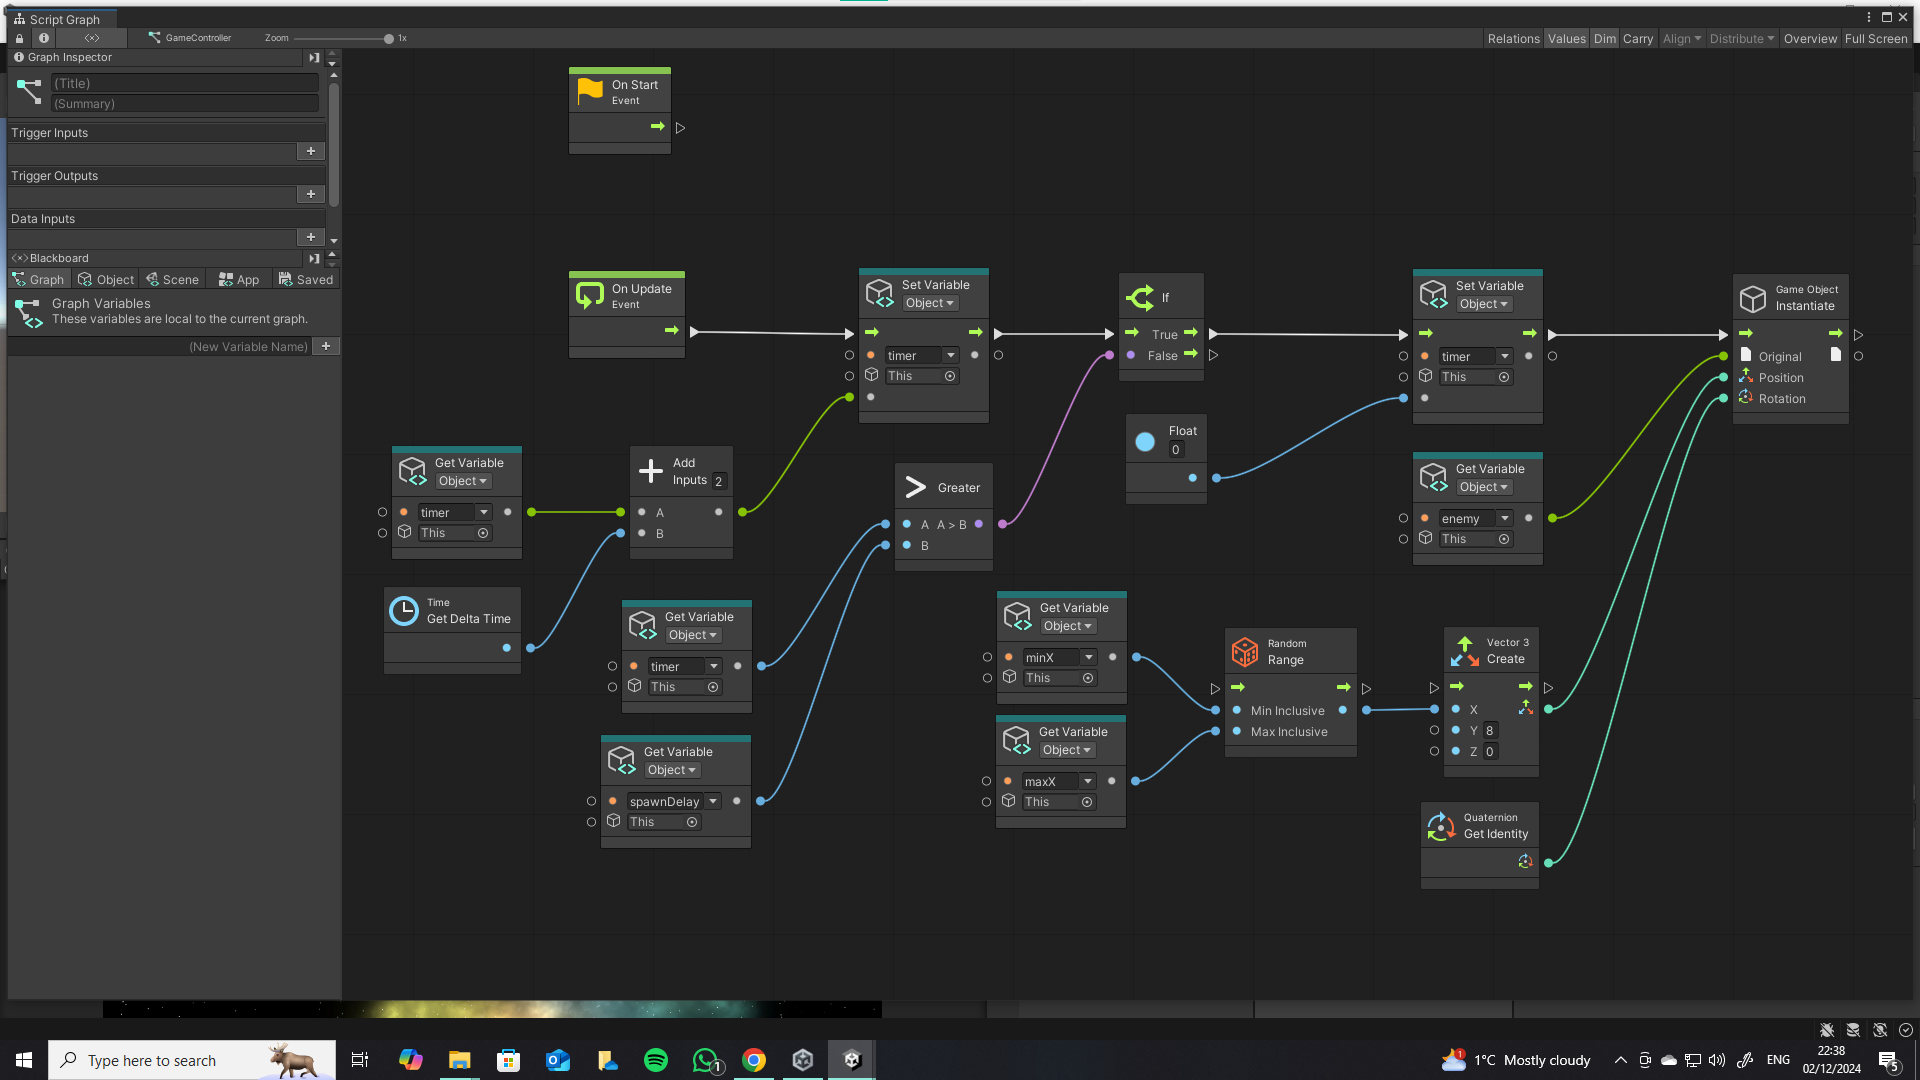 Script Graph
GameController
Zoom
1x
Relations
Values
Dim
Carry
Align
Distribute
Overview
Full Screen
Graph Inspector
(Title)
(Summary)
Trigger Inputs
Trigger Outputs
Data Inputs
<x>Blackboard
Graph
Object
Scene
App
Saved
Graph Variables
These variables are local to the current graph.
(New Variable Name)
On Start
Event
On Update
Event
Set Variable
Object
timer
This
If
True
False
Set Variable
Object
timer
This
Game Object
Instantiate
Original
Position
Rotation
Float
0
Get Variable
Object
timer
This
Add
Inputs 2
A
B
Greater
A A > B
B
Get Variable
Object
enemy
This
Time
Get Delta Time
Get Variable
Object
timer
This
Get Variable
Object
minX
This
Random
Range
Min Inclusive
Max Inclusive
Vector 3
Create
X
Y 8
Z 0
Get Variable
Object
spawnDelay
This
Get Variable
Object
maxX
This
Quaternion
Get Identity
Type here to search
1
1
1°C Mostly cloudy
ENG
22:38
02/12/2024
5